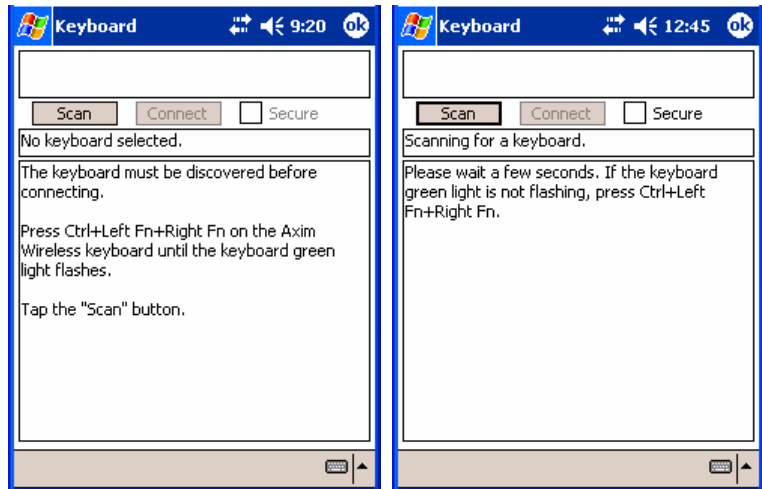 Keyboard 9:20 ok
Scan Connect Secure
No keyboard selected.
The keyboard must be discovered before
connecting.
Press Ctrl+Left Fn+Right Fn on the Axim
Wireless keyboard until the keyboard green
light flashes.
Tap the "Scan" button.
Keyboard 12:45 ok
Scan Connect Secure
Scanning for a keyboard.
Please wait a few seconds. If the keyboard
green light is not flashing, press Ctrl+Left
Fn+Right Fn.